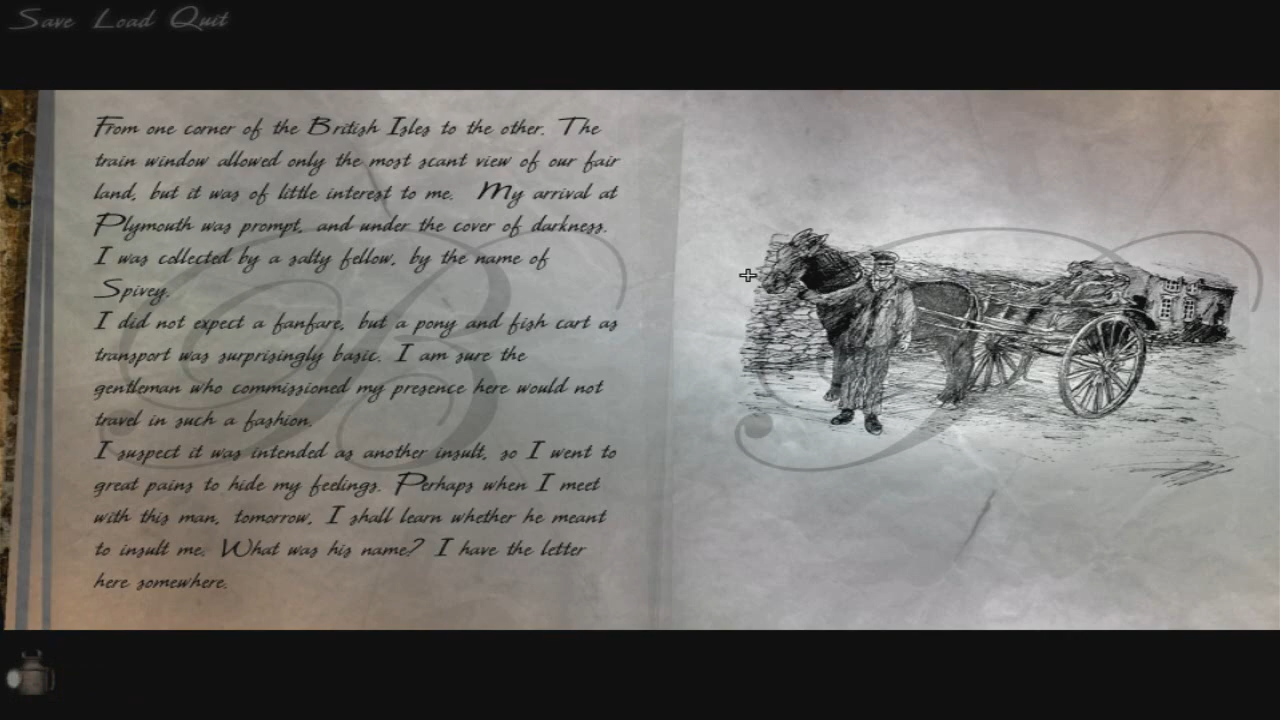 Save Load Quit
From one corner of the British Isles to the other. The
train window allowed only the most scant view of our fair
land, but it was of little interest to me. My arrival at
Plymouth was prompt, and under the cover of darkness.
I was collected by a salty fellow, by the name of
Spivey.
I did not expect a fanfare, but a pony and fish cart as
transport was surprisingly basic. I am sure the
gentleman who commissioned my presence here would not
travel in such a fashion.
I suspect it was intended as another insult, so I went to
great pains to hide my feelings. Perhaps when I meet
with this man, tomorrow, I shall learn whether he meant
to insult me. What was his name? I have the letter
here somewhere.